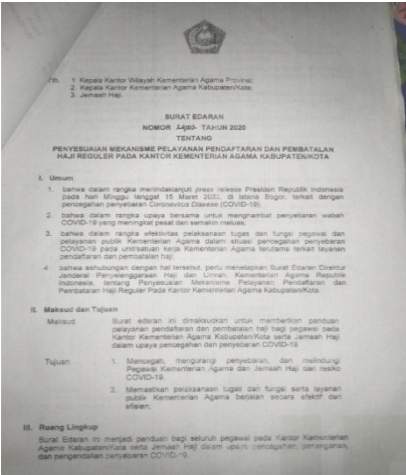 Yth. 1. Kepala Kantor Wilayah Kementerian Agama Provinsi;
2. Kepala Kantor Kementerian Agama Kabupaten/Kota;
3. Jemaah Haji.
SURAT EDARAN
NOMOR TAHUN 2020
TENTANG
PENYESUAIAN MEKANISME PELAYANAN PENDAFTARAN DAN PEMBATALAN
HAJI REGULER PADA KANTOR KEMENTERIAN AGAMA KABUPATEN/KOTA
I. Umum
1. bahwa dalam rangka menindaklanjuti press release Presiden Republik Indonesia
pada hari Minggu tanggal 15 Maret 2020, di Istana Bogor, terkait dengan
pencegahan penyebaran Coronavirus Disease (COVID-19).
2. bahwa dalam rangka upaya bersama untuk menghambat penyebaran wabah
COVID-19 yang meningkat pesat dan semakin meluas;
3. bahwa dalam rangka efektivitas pelaksanaan tugas dan fungsi pegawai dan
pelayanan publik Kementerian Agama dalam situasi pencegahan penyebaran
COVID-19 pada unit/satuan kerja Kementerian Agama terutama terkait layanan
pendaftaran dan pembatalan haji;
4. bahwa sehubungan dengan hal tersebut, perlu menetapkan Surat Edaran Direktur
Jenderal Penyelenggaraan Haji dan Umrah, Kementerian Agama Republik
Indonesia, tentang Penyesuaian Mekanisme Pelayanan Pendaftaran dan
Pembatalan Haji Reguler Pada Kantor Kementerian Agama Kabupaten/Kota.
II. Maksud dan Tujuan
Maksud Surat edaran ini dimaksudkan untuk memberikan panduan
pelayanan pendaftaran dan pembatalan haji bagi pegawai pada
Kantor Kementerian Agama Kabupaten/Kota serta Jemaah Haji
dalam upaya pencegahan dan penyebaran COVID-19
Tujuan 1. Mencegah, mengurangi penyebaran, dan melindungi
Pegawai Kementerian Agama dan Jemaah Haji dari resiko
COVID-19.
2. Memastikan pelaksanaan tugas dan fungsi serta layanan
publik Kementerian Agama berjalan secara efektif dan
efisien;
III. Ruang Lingkup
Surat Edaran ini menjadi panduan bagi seluruh pegawai pada Kantor Kementerian
Agama Kabupaten/Kota serta Jemaah Haji dalam upaya pencegahan, penanganan,
dan pengendalian penyebaran COVID-19.